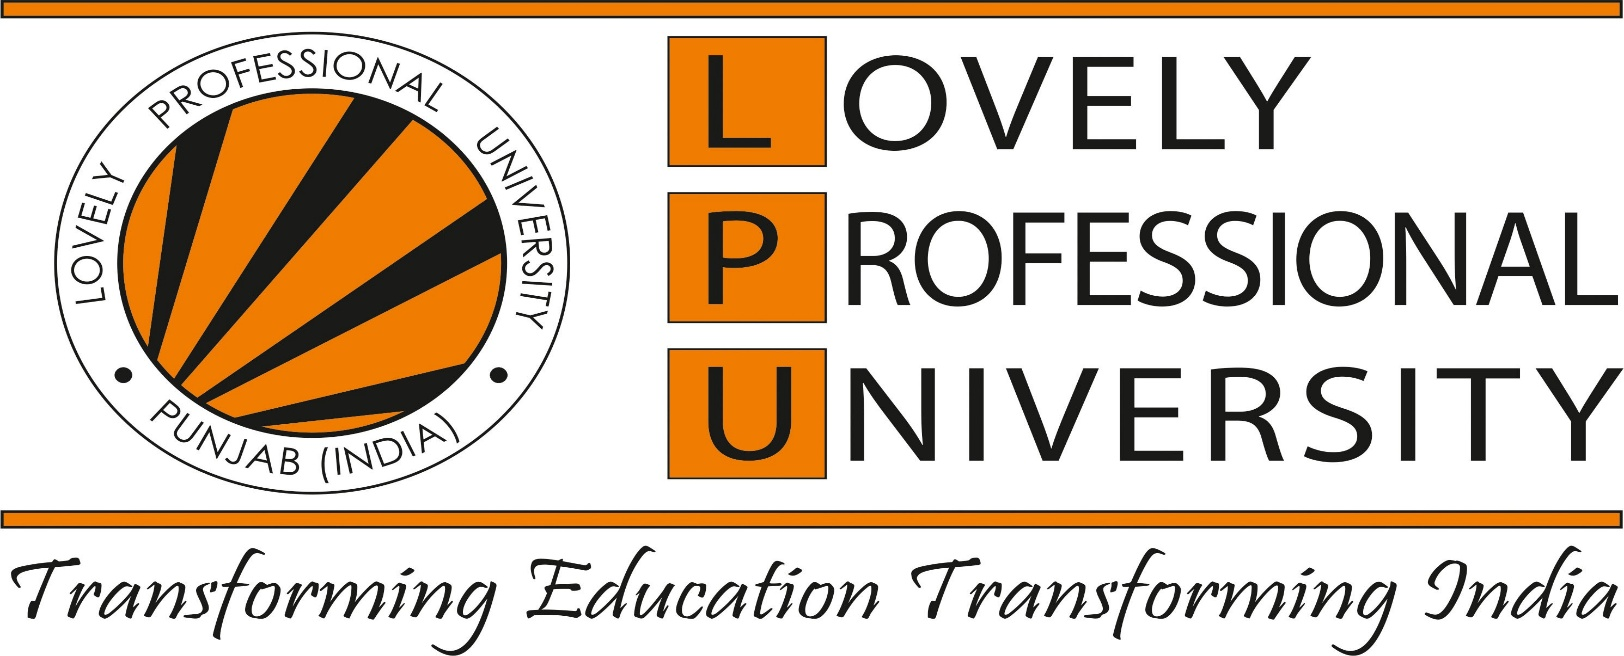 LOVELY PROFESSIONAL UNIVERSITY
• PUNJAB (INDIA) •
LOVELY
PROFESSIONAL
UNIVERSITY
Transforming Education Transforming India